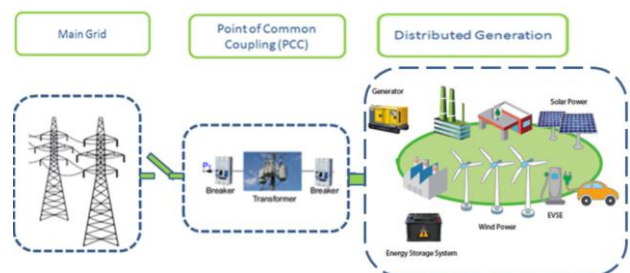 Main Grid
Point of Common
Coupling (PCC)
Distributed Generation
Generator
Solar Power
Breaker
Transformer
Breaker
Wind Power
EVSE
Energy Storage System